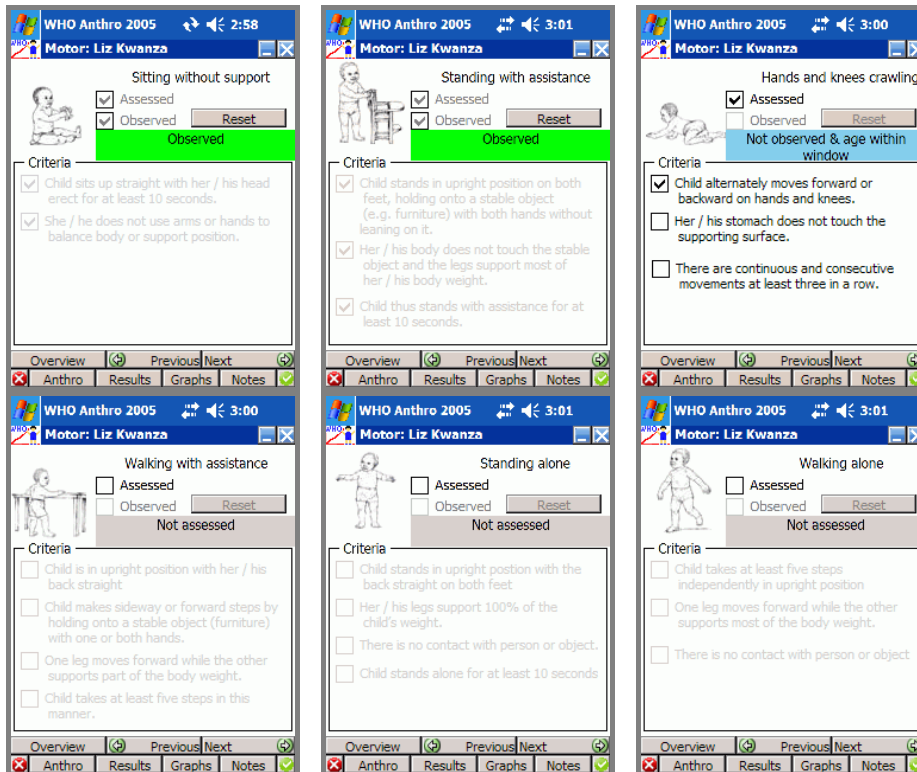 WHO Anthro 2005 2:58
WHO
Motor: Liz Kwanza
Sitting without support
Assessed
Observed Reset
Observed
Criteria
Child sits up straight with her / his head
erect for at least 10 seconds.
She / he does not use arms or hands to
balance body or support position.
Overview Previous Next
Anthro Results Graphs Notes
WHO Anthro 2005 3:01
WHO
Motor: Liz Kwanza
Standing with assistance
Assessed
Observed Reset
Observed
Criteria
Child stands in upright position on both
feet, holding onto a stable object
(e.g. furniture) with both hands without
leaning on it.
Her / his body does not touch the stable
object and the legs support most of
her / his body weight.
Child thus stands with assistance for at
least 10 seconds.
Overview Previous Next
Anthro Results Graphs Notes
WHO Anthro 2005 3:00
WHO
Motor: Liz Kwanza
Hands and knees crawling
Assessed
Observed Reset
Not observed & age within
window
Criteria
Child alternately moves forward or
backward on hands and knees.
Her / his stomach does not touch the
supporting surface.
There are continuous and consecutive
movements at least three in a row.
Overview Previous Next
Anthro Results Graphs Notes
WHO Anthro 2005 3:00
WHO
Motor: Liz Kwanza
Walking with assistance
Assessed
Observed Reset
Not assessed
Criteria
Child is in upright position with her / his
back straight
Child makes sideway or forward steps by
holding onto a stable object (furniture)
with one or both hands.
One leg moves forward while the other
supports part of the body weight.
Child takes at least five steps in this
manner.
Overview Previous Next
Anthro Results Graphs Notes
WHO Anthro 2005 3:01
WHO
Motor: Liz Kwanza
Standing alone
Assessed
Observed Reset
Not assessed
Criteria
Child stands in upright postion with the
back straight on both feet
Her / his legs support 100% of the
child's weight.
There is no contact with person or object.
Child stands alone for at least 10 seconds
Overview Previous Next
Anthro Results Graphs Notes
WHO Anthro 2005 3:01
WHO
Motor: Liz Kwanza
Walking alone
Assessed
Observed Reset
Not assessed
Criteria
Child takes at least five steps
independently in upright position
One leg moves forward while the other
supports most of the body weight.
There is no contact with person or object
Overview Previous Next
Anthro Results Graphs Notes